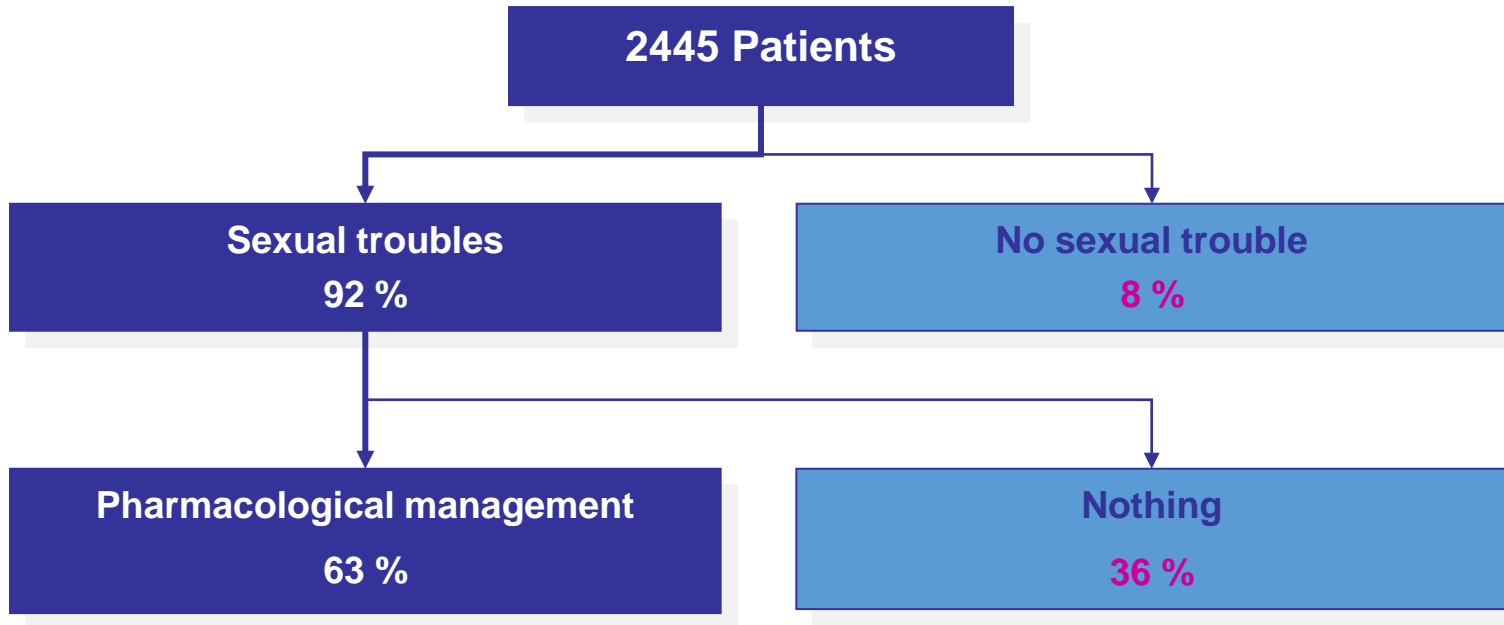 2445 Patients
Sexual troubles
92 %
No sexual trouble
8 %
Pharmacological management
63 %
Nothing
36 %